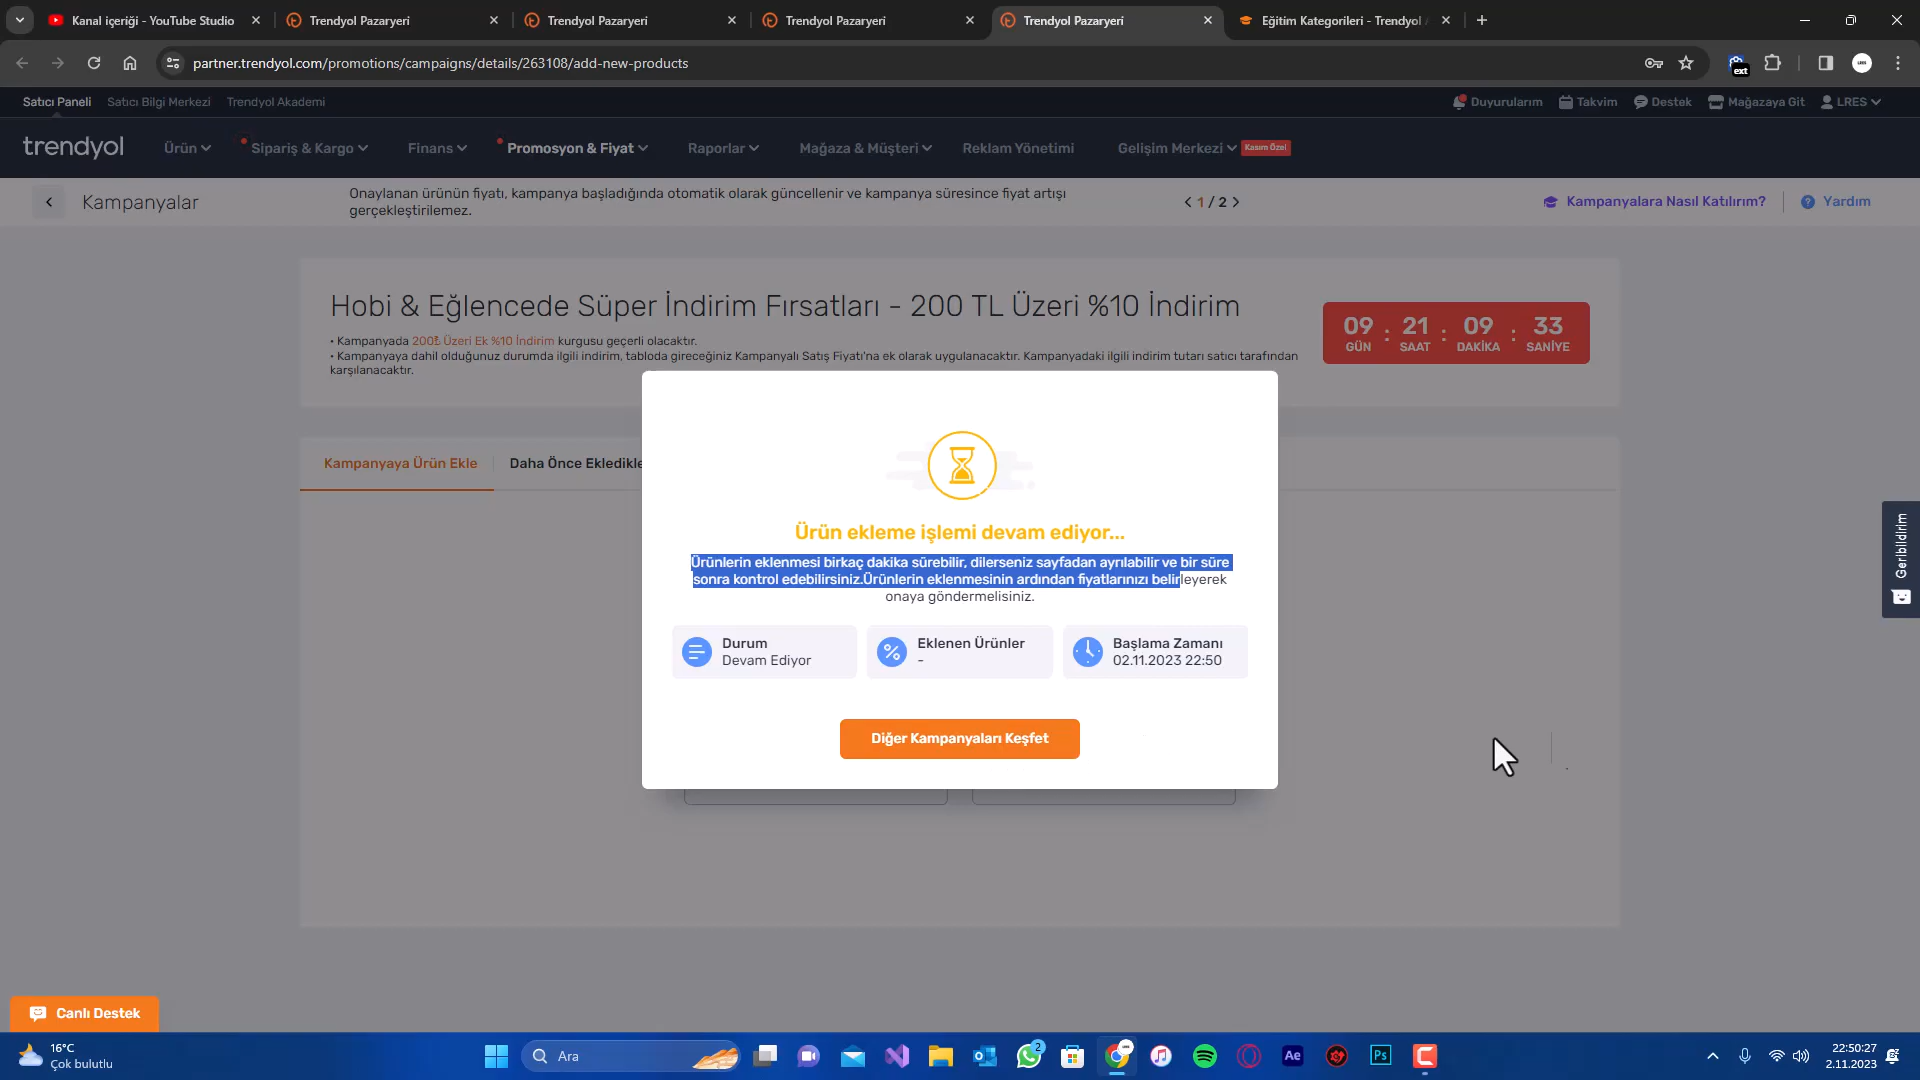 Kanal içeriği - YouTube Studio
Trendyol Pazaryeri
Trendyol Pazaryeri
Trendyol Pazaryeri
Trendyol Pazaryeri
Eğitim Kategorileri - Trendyol
partner.trendyol.com/promotions/campaigns/details/263108/add-new-products
ext
Satıcı Paneli Satıcı Bilgi Merkezi Trendyol Akademi
Duyurularım Takvim Destek Mağazaya Git LRES
trendyol Ürün Sipariş & Kargo Finans Promosyon & Fiyat Raporlar Mağaza & Müşteri Reklam Yönetimi Gelişim Merkezi Kasım Özel
Kampanyalar
Onaylanan ürünün fiyatı, kampanya başladığında otomatik olarak güncellenir ve kampanya süresince fiyat artışı
gerçekleştirilemez.
1 / 2
Kampanyalara Nasıl Katılırım?
Yardım
Hobi & Eğlencede Süper İndirim Fırsatları - 200 TL Üzeri %10 İndirim
• Kampanyada 200₺ Üzeri Ek %10 İndirim kurgusu geçerli olacaktır.
• Kampanyaya dahil olduğunuz durumda ilgili indirim, tabloda gireceğiniz Kampanyalı Satış Fiyatı'na ek olarak uygulanacaktır. Kampanyadaki ilgili indirim tutarı satıcı tarafından
karşılanacaktır.
09 : 21 : 09 : 33
GÜN SAAT DAKİKA SANİYE
Kampanyaya Ürün Ekle
Daha Önce Ekledikle
Ürün ekleme işlemi devam ediyor...
Ürünlerin eklenmesi birkaç dakika sürebilir, dilerseniz sayfadan ayrılabilir ve bir süre
sonra kontrol edebilirsiniz.Ürünlerin eklenmesinin ardından fiyatlarınızı belirleyerek
onaya göndermelisiniz.
Durum
Devam Ediyor
Eklenen Ürünler
-
Başlama Zamanı
02.11.2023 22:50
Diğer Kampanyaları Keşfet
Geribildirim
Canlı Destek
16°C
Çok bulutlu
Ara
2
Ae
Ps
22:50:27
2.11.2023